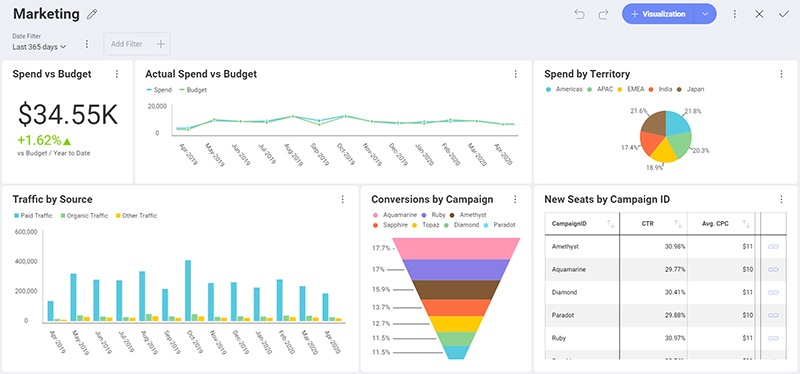 Marketing
Visualization
Date Filter
Last 365 days
Add Filter
Spend vs Budget
$34.55K
+1.62%
vs Budget / Year to Date
Actual Spend vs Budget
Spend Budget
20,000
0
Apr-2019 May-2019 Jun-2019 Jul-2019 Aug-2019 Sep-2019 Oct-2019 Nov-2019 Dec-2019 Jan-2020 Feb-2020 Mar-2020 Apr-2020
Spend by Territory
Americas APAC EMEA India Japan
21.6% 21.8%
17.4% 20.3%
18.9%
Traffic by Source
Paid Traffic Organic Traffic Other Traffic
600,000
400,000
200,000
0
Apr-2019 May-2019 Jun-2019 Jul-2019 Aug-2019 Sep-2019 Oct-2019 Nov-2019 Dec-2019 Jan-2020 Feb-2020 Mar-2020 Apr-2020
Conversions by Campaign
Aquamarine Ruby Amethyst
Sapphire Topaz Diamond Paradot
17.7%
17%
15.9%
13.7%
12.7%
11.5%
11.5%
New Seats by Campaign ID
CampaignID CTR Avg. CPC
Amethyst 30.98% $11
Aquamarine 29.77% $10
Diamond 30.41% $11
Paradot 29.88% $10
Ruby 30.97% $11